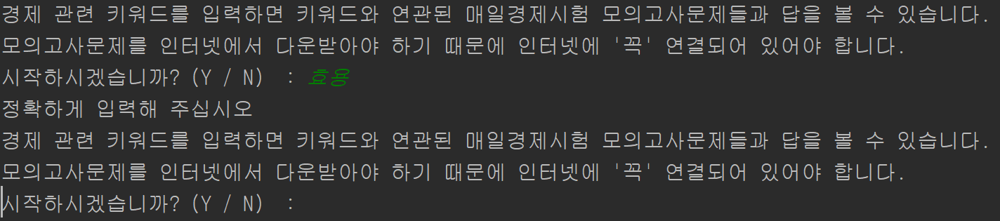 경제 관련 키워드를 입력하면 키워드와 연관된 매일경제시험 모의고사문제들과 답을 볼 수 있습니다.
모의고사문제를 인터넷에서 다운받아야 하기 때문에 인터넷에 '꼭' 연결되어 있어야 합니다.
시작하시겠습니까? (Y / N)  : 효용
정확하게 입력해 주십시오
경제 관련 키워드를 입력하면 키워드와 연관된 매일경제시험 모의고사문제들과 답을 볼 수 있습니다.
모의고사문제를 인터넷에서 다운받아야 하기 때문에 인터넷에 '꼭' 연결되어 있어야 합니다.
시작하시겠습니까? (Y / N)  :